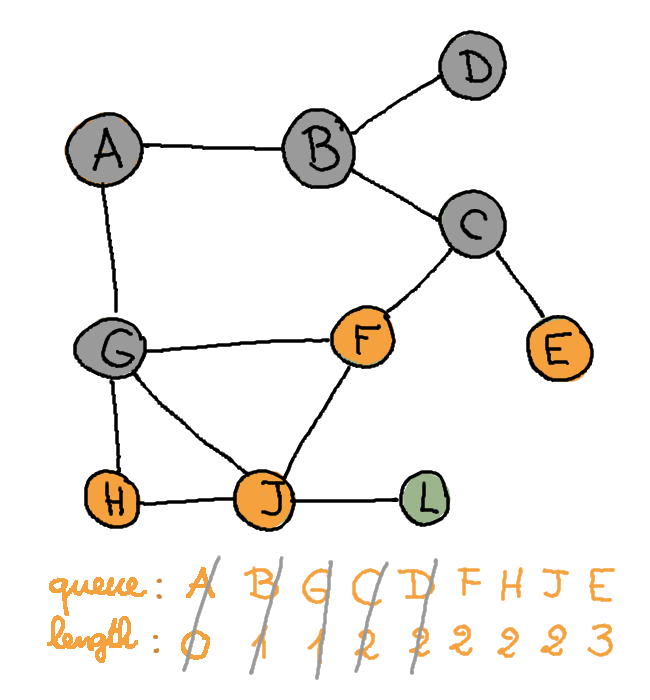 D
A B
C
G F E
H J L
queue: A B G C D F H J E
length: 0 1 1 2 2 2 2 2 3